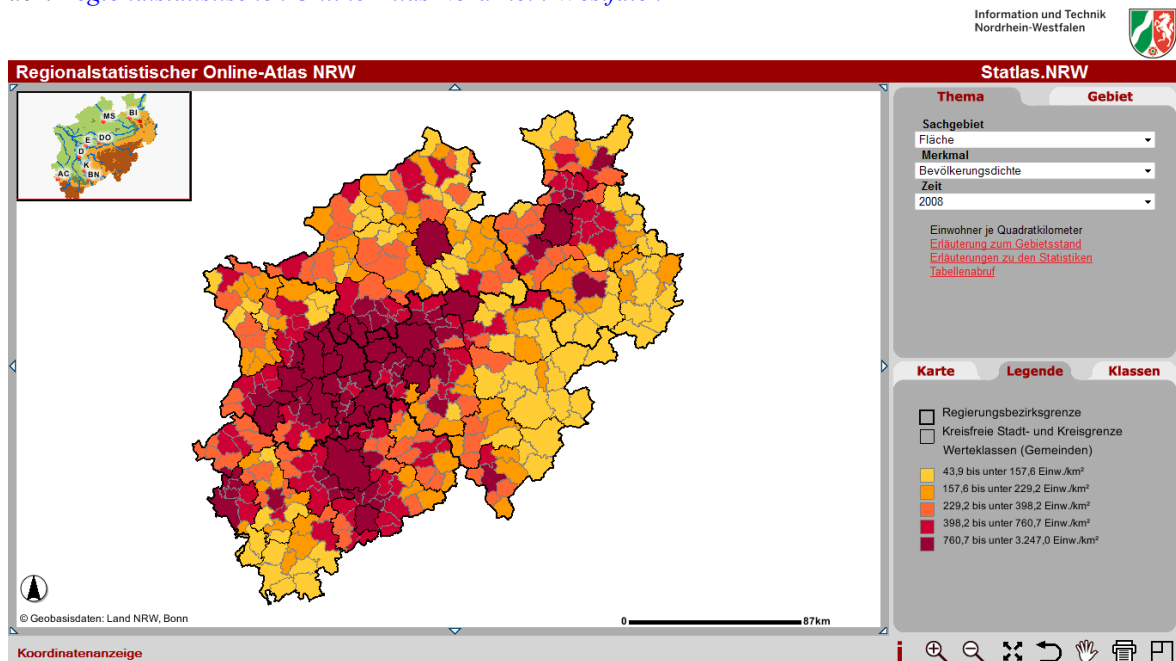 Information und Technik
Nordrhein-Westfalen
Regionalstatistischer Online-Atlas NRW
Statlas.NRW
MS
BI
E
DO
D
K
AC
BN
Thema
Gebiet
Sachgebiet
Fläche
Merkmal
Bevölkerungsdichte
Zeit
2008
Einwohner je Quadratkilometer
Erläuterung zum Gebietsstand
Erläuterungen zu den Statistiken
Tabellenabruf
Karte
Legende
Klassen
Regierungsbezirksgrenze
Kreisfreie Stadt- und Kreisgrenze
Werteklassen (Gemeinden)
43,9 bis unter 157,6 Einw./km²
157,6 bis unter 229,2 Einw./km²
229,2 bis unter 398,2 Einw./km²
398,2 bis unter 760,7 Einw./km²
760,7 bis unter 3.247,0 Einw./km²
© Geobasisdaten: Land NRW, Bonn
0
87km
Koordinatenanzeige